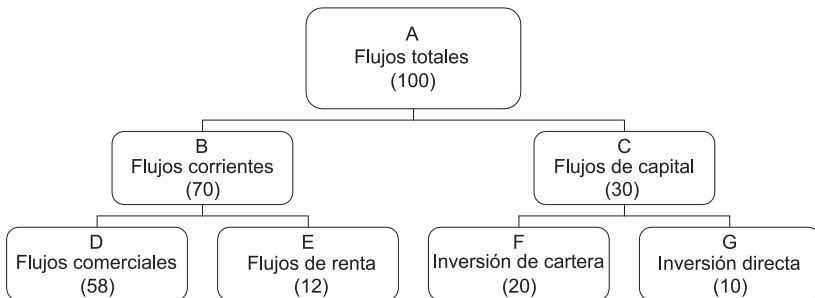 A
Flujos totales
(100)
B
Flujos corrientes
(70)
C
Flujos de capital
(30)
D
Flujos comerciales
(58)
E
Flujos de renta
(12)
F
Inversión de cartera
(20)
G
Inversión directa
(10)